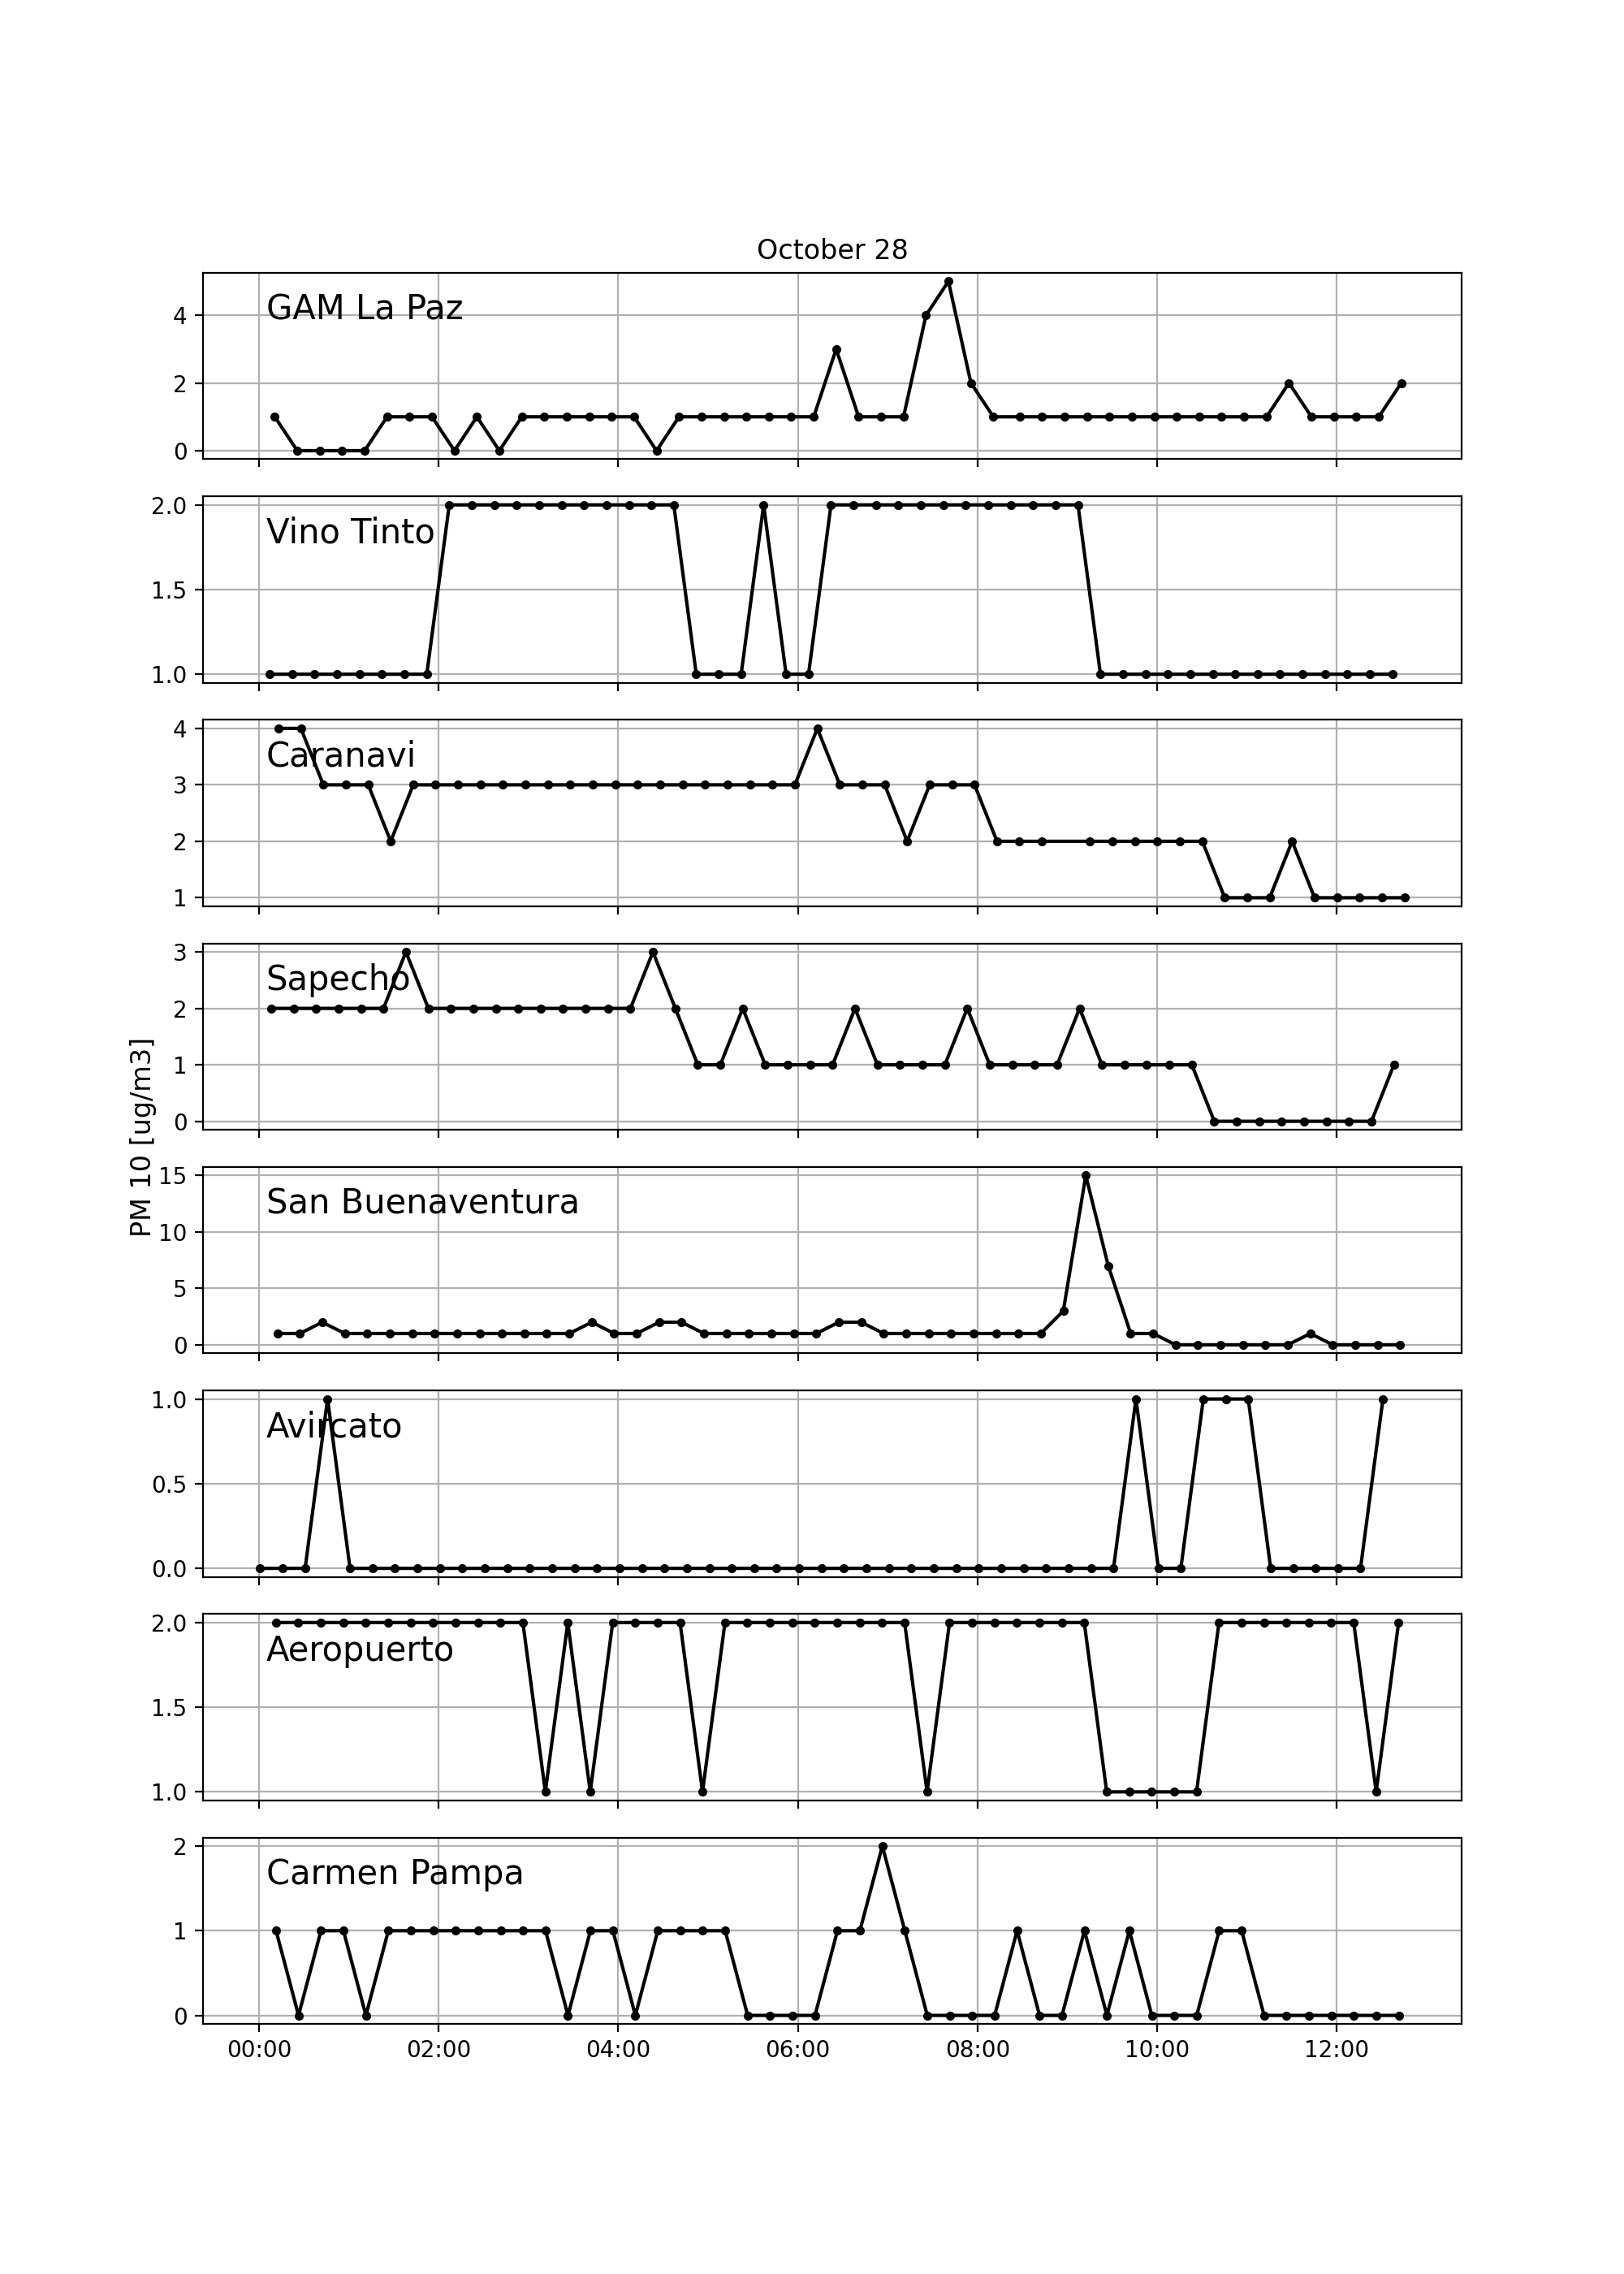 October 28
GAM La Paz
4
2
0
Vino Tinto
2.0
1.5
1.0
Caranavi
4
3
2
1
Sapecho
3
2
1
0
PM 10 [ug/m3]
San Buenaventura
15
10
5
0
Avircato
1.0
0.5
0.0
Aeropuerto
2.0
1.5
1.0
Carmen Pampa
2
1
0
00:00 02:00 04:00 06:00 08:00 10:00 12:00